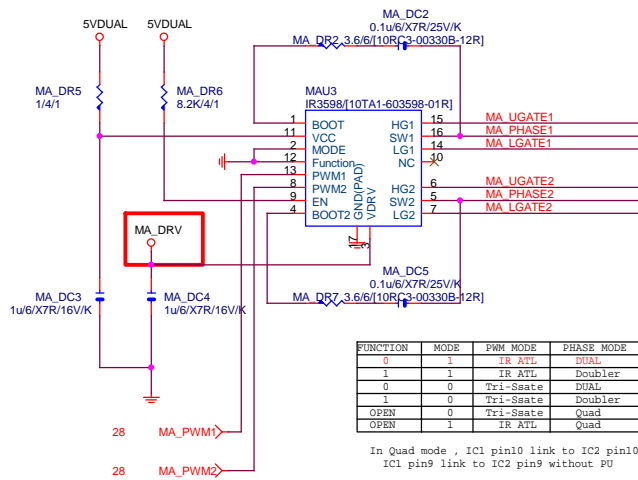 5VDUAL 5VDUAL
MA_DC2
0.1u/6/X7R/25V/K
MA_DR2 3.6/6/[10RC3-00330B-12R]
MA_DR5
1/4/1
MA_DR6
8.2K/4/1
MAU3
IR3598/[10TA1-603598-01R]
1 BOOT HG1 15 MA_UGATE1
11 VCC SW1 16 MA_PHASE1
2 MODE LG1 14 MA_LGATE1
12 Function NC 10
13 PWM1
8 PWM2 HG2 6 MA_UGATE2
9 EN SW2 5 MA_PHASE2
4 BOOT2 LG2 7 MA_LGATE2
GND(PAD)
VDRV
17
3
MA_DRV
MA_DC5
0.1u/6/X7R/25V/K
MA_DR7 3.6/6/[10RC3-00330B-12R]
MA_DC3
1u/6/X7R/16V/K
MA_DC4
1u/6/X7R/16V/K
FUNCTION MODE PWM MODE PHASE MODE
0 1 IR ATL DUAL
1 1 IR ATL Doubler
0 0 Tri-Ssate DUAL
1 0 Tri-Ssate Doubler
OPEN 0 Tri-Ssate Quad
OPEN 1 IR ATL Quad
28 MA_PWM1
28 MA_PWM2
In Quad mode , IC1 pin10 link to IC2 pin10
IC1 pin9 link to IC2 pin9 without PU